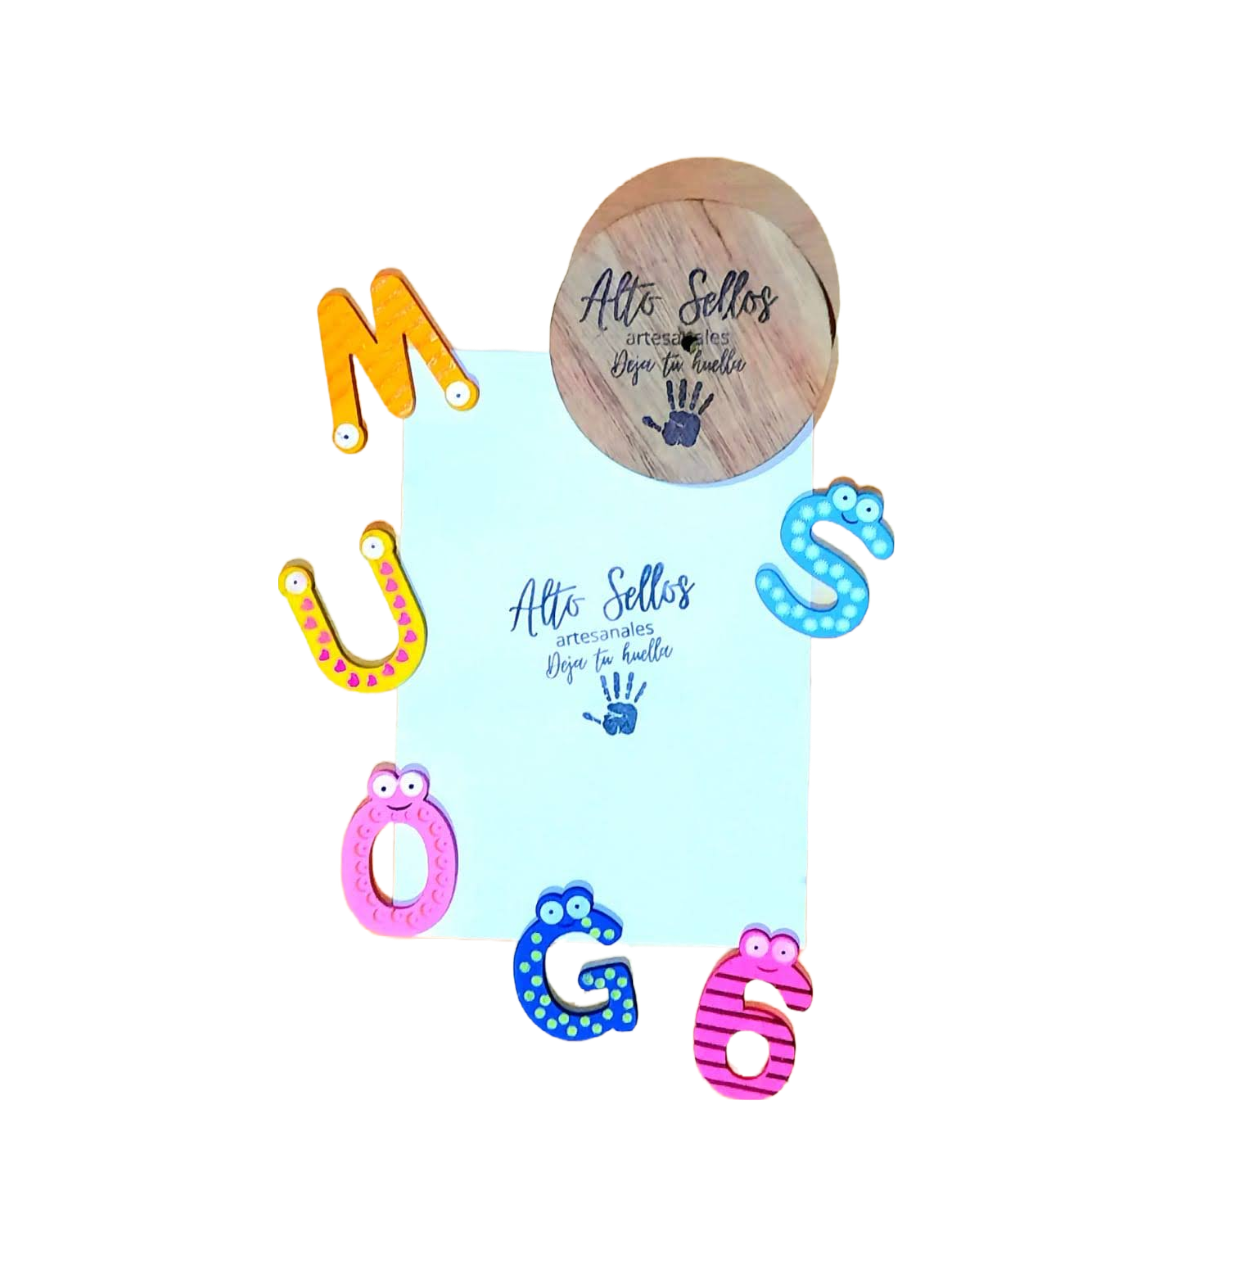 Alto Sellos
artesanales
Deja tu huella
M
U
S
Alto Sellos
artesanales
Deja tu huella
O
G
6